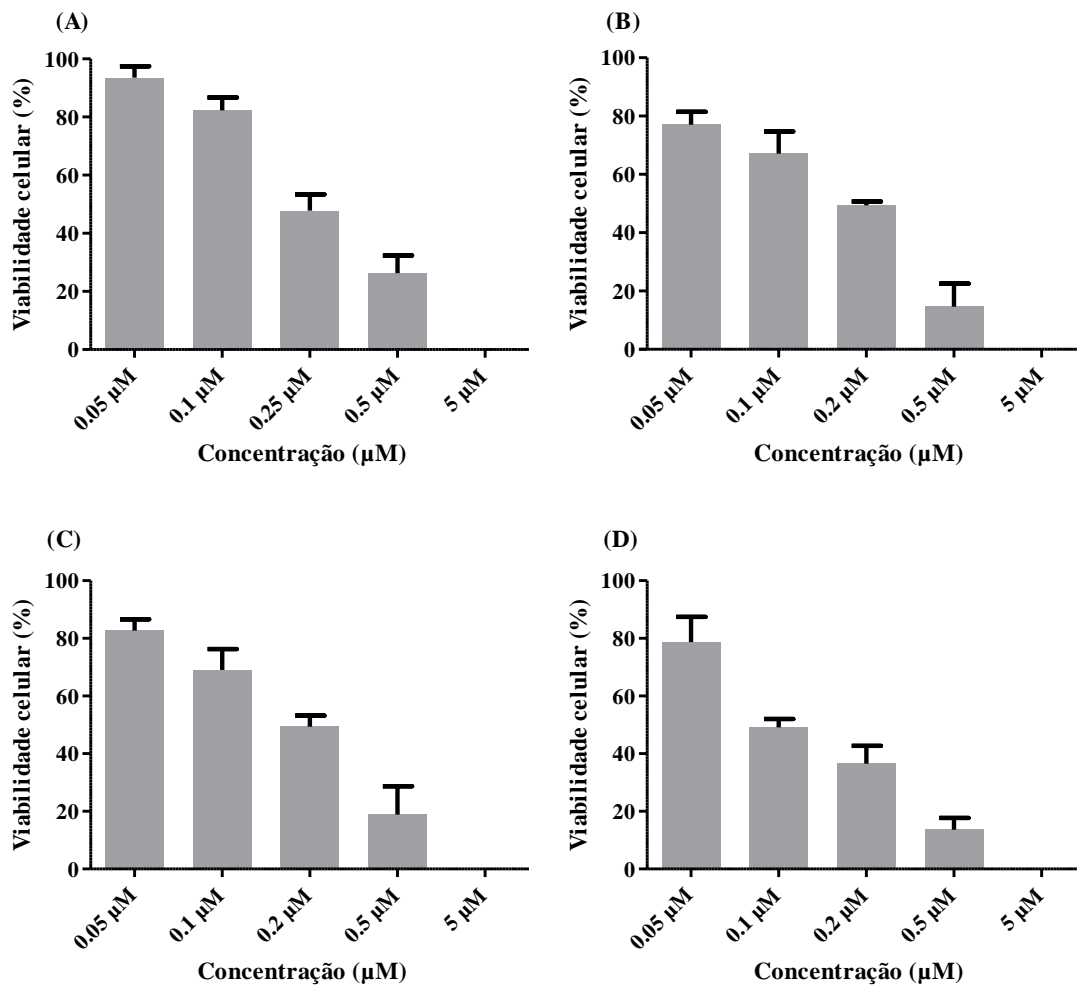 (A)
Viabilidade celular (%)
100
80
60
40
20
0
0.05 µM
0.1 µM
0.25 µM
0.5 µM
5 µM
Concentração (µM)
(B)
Viabilidade celular (%)
100
80
60
40
20
0
0.05 µM
0.1 µM
0.2 µM
0.5 µM
5 µM
Concentração (µM)
(C)
Viabilidade celular (%)
100
80
60
40
20
0
0.05 µM
0.1 µM
0.2 µM
0.5 µM
5 µM
Concentração (µM)
(D)
Viabilidade celular (%)
100
80
60
40
20
0
0.05 µM
0.1 µM
0.2 µM
0.5 µM
5 µM
Concentração (µM)